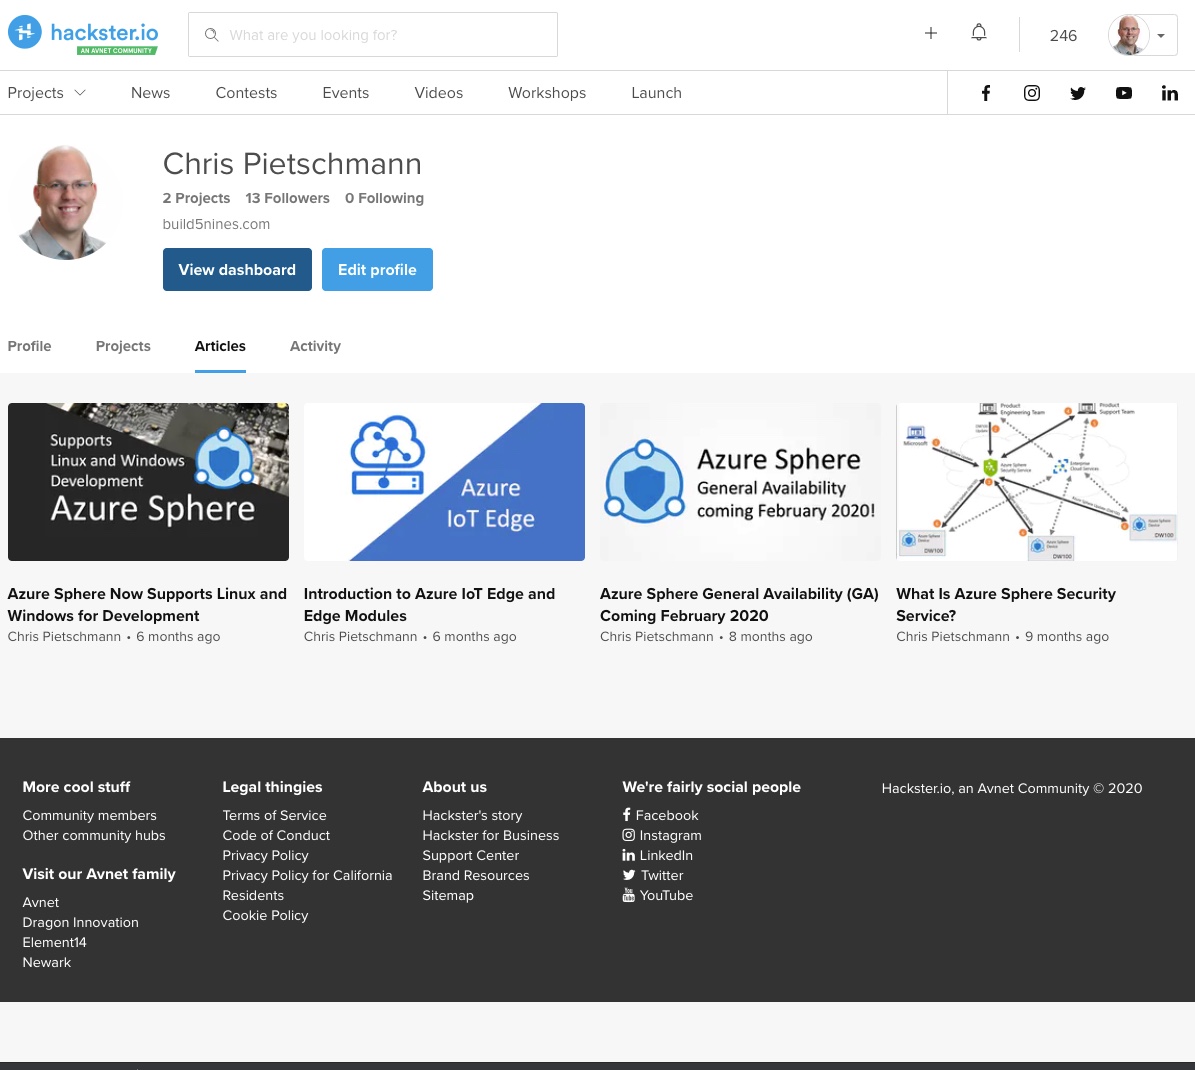 hackster.io
AN AVNET COMMUNITY
What are you looking for?
246
Projects
News
Contests
Events
Videos
Workshops
Launch
Chris Pietschmann
2 Projects 13 Followers 0 Following
build5nines.com
View dashboard
Edit profile
Profile
Projects
Articles
Activity
Supports
Linux and Windows
Development
Azure Sphere
Azure Sphere Now Supports Linux and
Windows for Development
Chris Pietschmann • 6 months ago
Azure
IoT Edge
Introduction to Azure IoT Edge and
Edge Modules
Chris Pietschmann • 6 months ago
Azure Sphere
General Availability
coming February 2020!
Azure Sphere General Availability (GA)
Coming February 2020
Chris Pietschmann • 8 months ago
Product
Engineering Team
Product
Support Team
Microsoft
Azure Sphere
Security Service
Enterprise
Cloud Services
Azure Sphere
Device
DW100
Azure Sphere
Device
DW100
Azure Sphere
Device
DW100
What Is Azure Sphere Security
Service?
Chris Pietschmann • 9 months ago
More cool stuff
Community members
Other community hubs
Visit our Avnet family
Avnet
Dragon Innovation
Element14
Newark
Legal thingies
Terms of Service
Code of Conduct
Privacy Policy
Privacy Policy for California
Residents
Cookie Policy
About us
Hackster's story
Hackster for Business
Support Center
Brand Resources
Sitemap
We're fairly social people
Facebook
Instagram
LinkedIn
Twitter
YouTube
Hackster.io, an Avnet Community © 2020